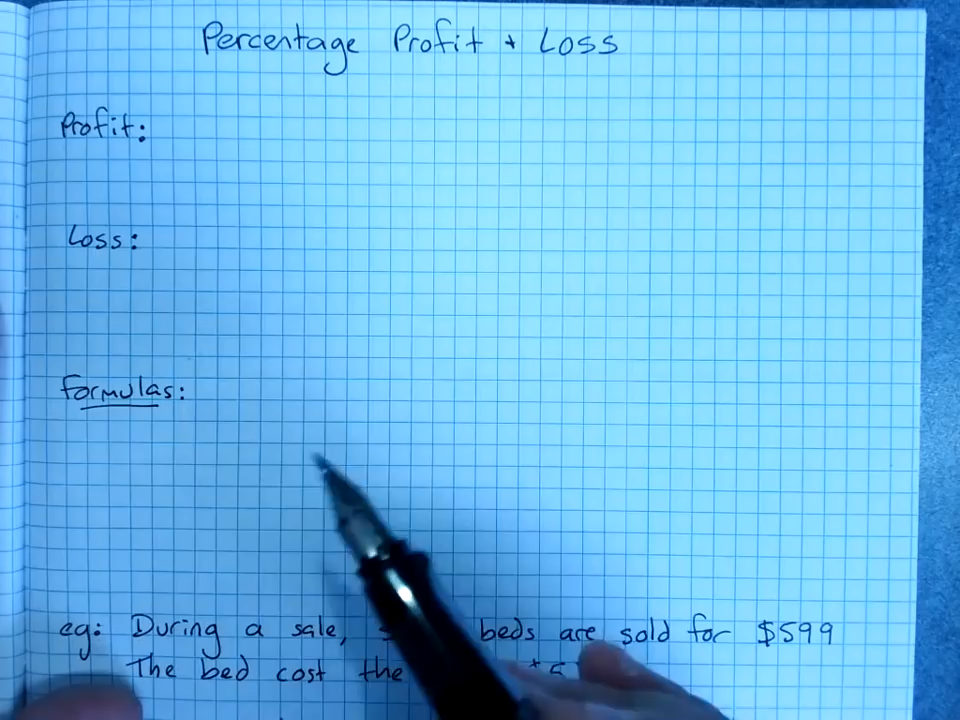 Percentage Profit + Loss
Profit:
Loss:
Formulas:
eg: During a sale, beds are sold for $599
The bed cost the